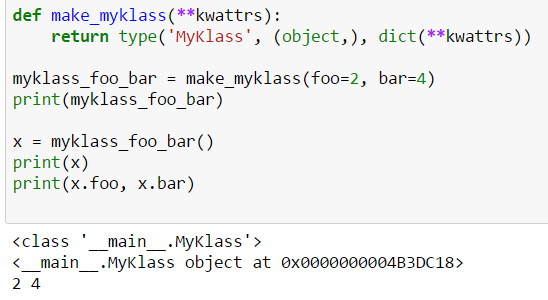 def make_myklass(**kwattrs):
    return type('MyKlass', (object,), dict(**kwattrs))

myklass_foo_bar = make_myklass(foo=2, bar=4)
print(myklass_foo_bar)

x = myklass_foo_bar()
print(x)
print(x.foo, x.bar)

<class '__main__.MyKlass'>
<__main__.MyKlass object at 0x0000000004B3DC18>
2 4